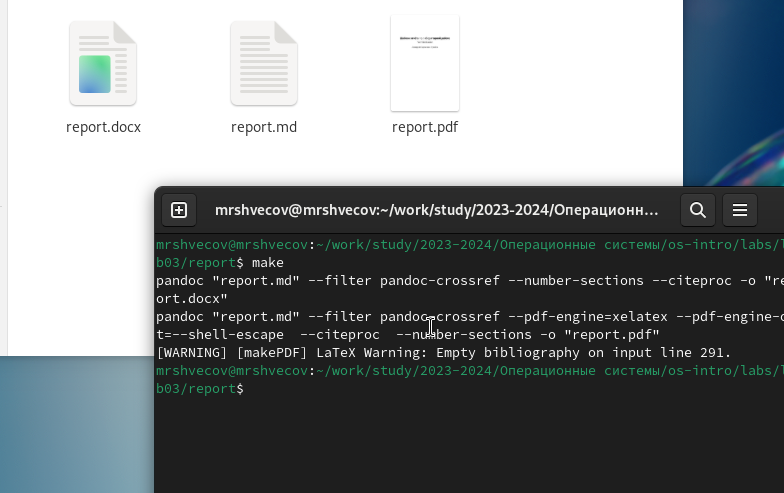 report.docx
report.md
report.pdf
mrshvecov@mrshvecov:~/work/study/2023-2024/Операционн…
mrshvecov@mrshvecov:~/work/study/2023-2024/Операционные системы/os-intro/labs/l
b03/report$ make
pandoc "report.md" --filter pandoc-crossref --number-sections --citeproc -o "re
ort.docx"
pandoc "report.md" --filter pandoc-crossref --pdf-engine=xelatex --pdf-engine-o
t=--shell-escape  --citeproc  --number-sections -o "report.pdf"
[WARNING] [makePDF] LaTeX Warning: Empty bibliography on input line 291.
mrshvecov@mrshvecov:~/work/study/2023-2024/Операционные системы/os-intro/labs/l
b03/report$